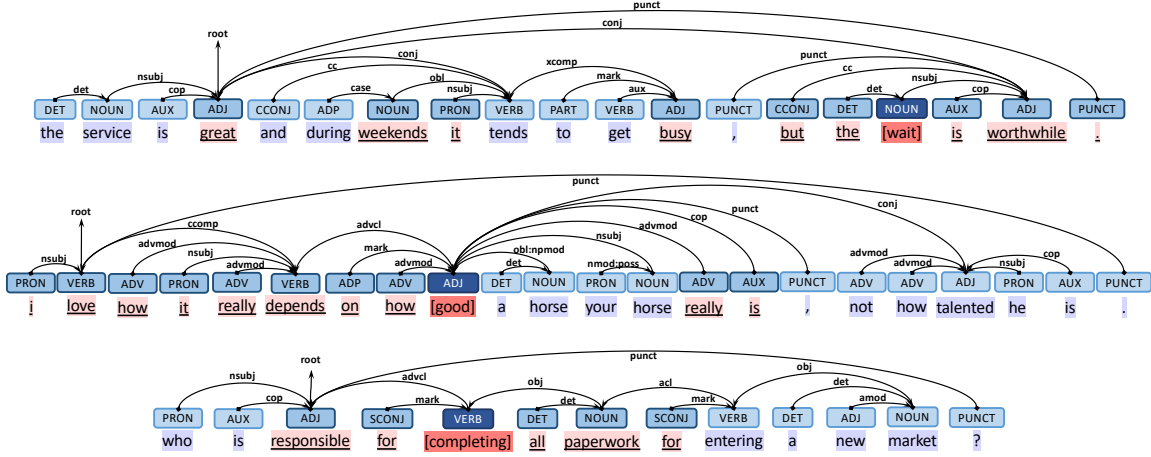 punct
conj
root
conj
punct
cc
xcomp
cc
nsubj
obl
mark
nsubj
det
cop
case
nsubj
aux
det
cop
DET NOUN AUX ADJ CCONJ ADP NOUN PRON VERB PART VERB ADJ PUNCT CCONJ DET NOUN AUX ADJ PUNCT
the service is great and during weekends it tends to get busy , but the [wait] is worthwhile .
punct
root
conj
punct
ccomp
advcl
cop
advmod
advmod
mark
obl:npmod
nsubj
advmod
cop
nsubj
nsubj
advmod
advmod
det
nmod:poss
advmod
nsubj
PRON VERB ADV PRON ADV VERB ADP ADV ADJ DET NOUN PRON NOUN ADV AUX PUNCT ADV ADV ADJ PRON AUX PUNCT
i love how it really depends on how [good] a horse your horse really is , not how talented he is .
root
punct
nsubj
advcl
obj
acl
obj
det
cop
mark
det
mark
amod
PRON AUX ADJ SCONJ VERB DET NOUN SCONJ VERB DET ADJ NOUN PUNCT
who is responsible for [completing] all paperwork for entering a new market ?